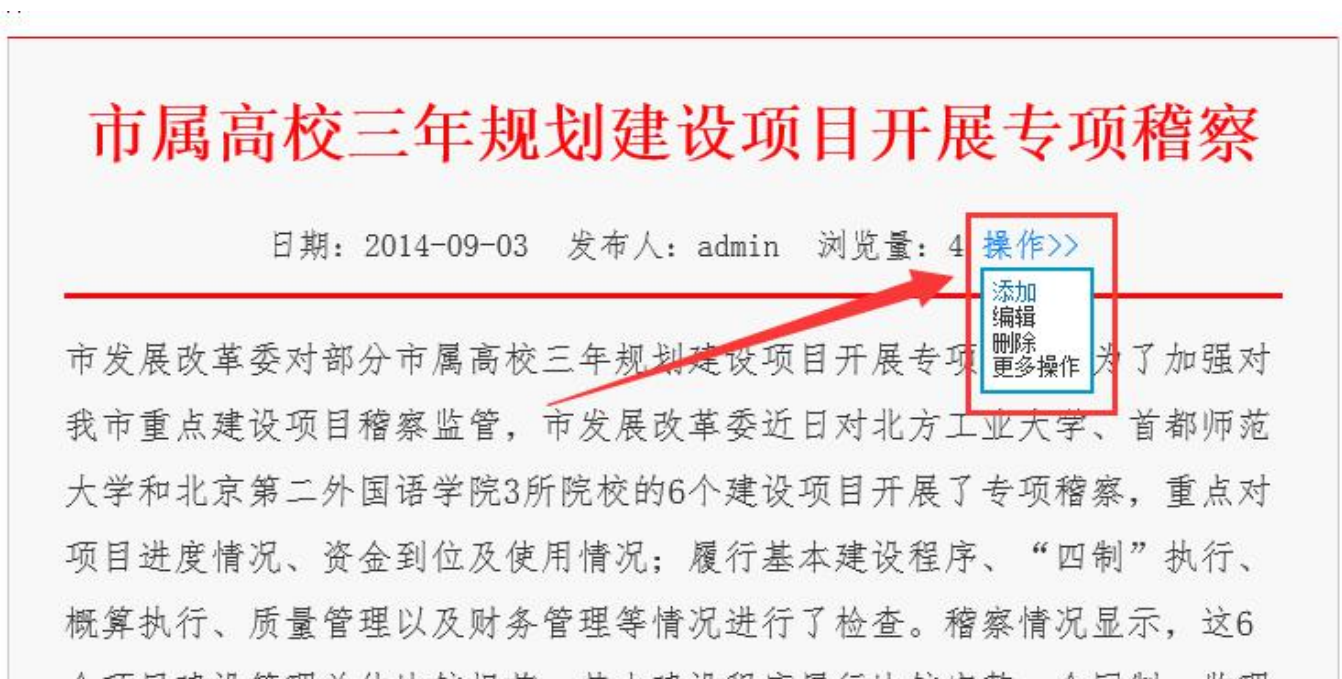 市属高校三年规划建设项目开展专项稽察
日期：2014-09-03 发布人：admin 浏览量：4 操作>>
添加
编辑
删除
更多操作
市发展改革委对部分市属高校三年规划建设项目开展专项 为了加强对
我市重点建设项目稽察监管，市发展改革委近日对北方工业大学、首都师范
大学和北京第二外国语学院3所院校的6个建设项目开展了专项稽察，重点对
项目进度情况、资金到位及使用情况；履行基本建设程序、“四制”执行、
概算执行、质量管理以及财务管理等情况进行了检查。稽察情况显示，这6